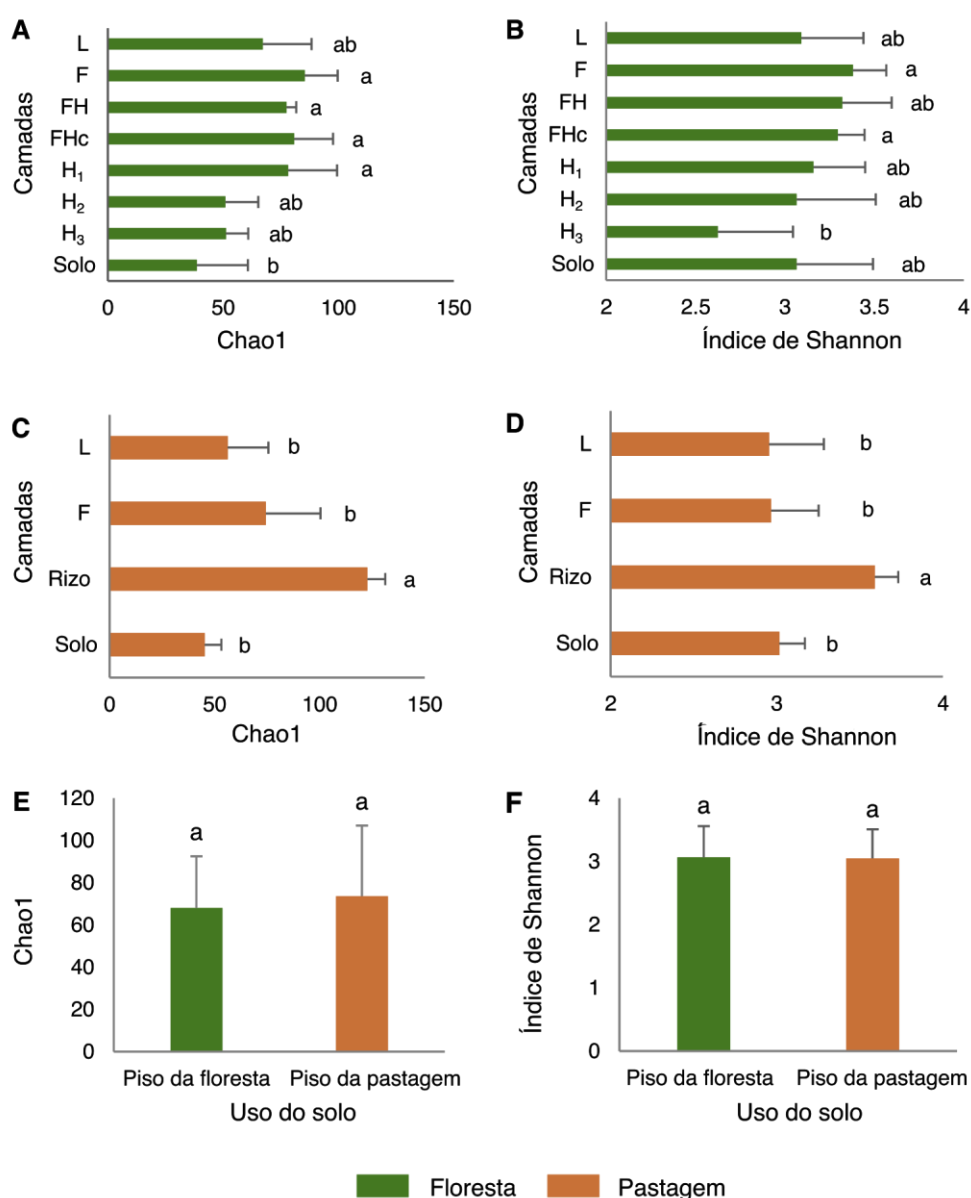 A
Camadas
L ab
F a
FH a
FHc a
H₁ a
H₂ ab
H₃ ab
Solo b
0 50 100 150
Chao1
B
Camadas
L ab
F a
FH ab
FHc a
H₁ ab
H₂ ab
H₃ b
Solo ab
2 2.5 3 3.5 4
Índice de Shannon
C
Camadas
L b
F b
Rizo a
Solo b
0 50 100 150
Chao1
D
Camadas
L b
F b
Rizo a
Solo b
2 3 4
Índice de Shannon
E
Chao1
120
100
80
60
40
20
0
a a
Piso da floresta Piso da pastagem
Uso do solo
F
Índice de Shannon
4
3
2
1
0
a a
Piso da floresta Piso da pastagem
Uso do solo
Floresta Pastagem